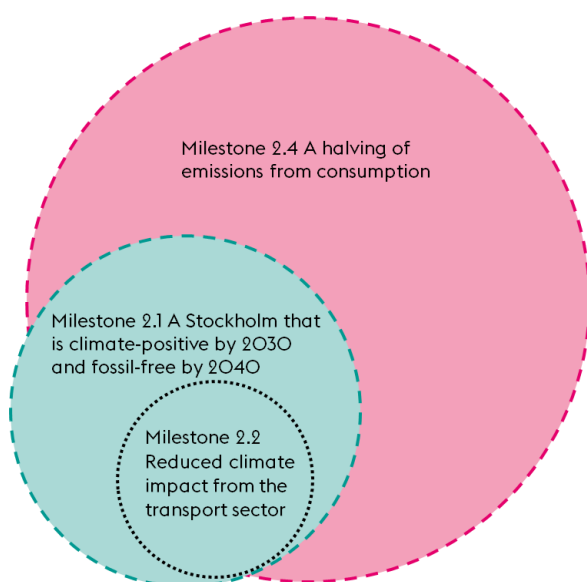 Milestone 2.4 A halving of
emissions from consumption
Milestone 2.1 A Stockholm that
is climate-positive by 2030
and fossil-free by 2040
Milestone 2.2
Reduced climate
impact from the
transport sector